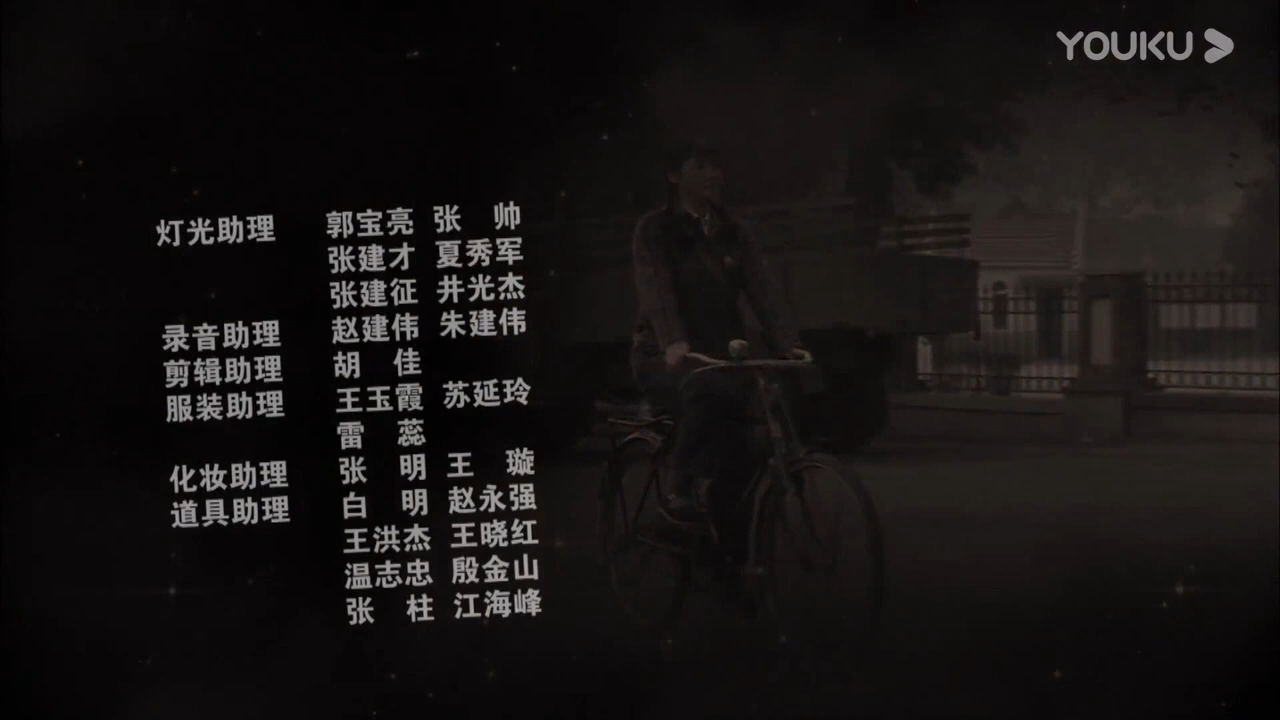 YOUKU
灯光助理 郭宝亮 张 帅
张建才 夏秀军
张建征 井光杰
录音助理 赵建伟 朱建伟
剪辑助理 胡 佳
服装助理 王玉霞 苏延玲
雷 蕊
化妆助理 张 明 王 璇
道具助理 白 明 赵永强
王洪杰 王晓红
温志忠 殷金山
张 柱 江海峰